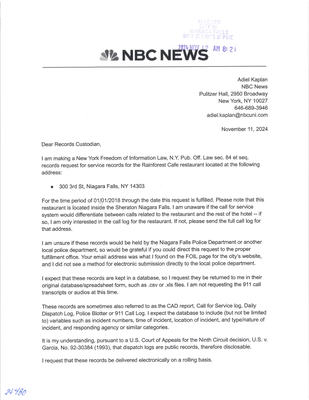 2024 NOV 12 AM 8:21
NBC NEWS
Adiel Kaplan
NBC News
Pulitzer Hall, 2950 Broadway
New York, NY 10027
646-689-3946
adiel.kaplan@nbcuni.com
November 11, 2024
Dear Records Custodian,
I am making a New York Freedom of Information Law, N.Y. Pub. Off. Law sec. 84 et seq.
records request for service records for the Rainforest Cafe restaurant located at the following
address:
● 300 3rd St, Niagara Falls, NY 14303
For the time period of 01/01/2018 through the date this request is fulfilled. Please note that this
restaurant is located inside the Sheraton Niagara Falls. I am unaware if the call for service
system would differentiate between calls related to the restaurant and the rest of the hotel -- if
so, I am only interested in the call log for the restaurant. If not, please send the full call log for
that address.
I am unsure if these records would be held by the Niagara Falls Police Department or another
local police department, so would be grateful if you could direct this request to the proper
fulfillment office. Your email address was what I found on the FOIL page for the city's website,
and I did not see a method for electronic submission directly to the local police department.
I expect that these records are kept in a database, so I request they be returned to me in their
original database/spreadsheet form, such as .csv or .xls files. I am not requesting the 911 call
transcripts or audios at this time.
These records are sometimes also referred to as the CAD report, Call for Service log, Daily
Dispatch Log, Police Blotter or 911 Call Log. I expect the database to include (but not be limited
to) variables such as incident numbers, time of incident, location of incident, and type/nature of
incident, and responding agency or similar categories.
It is my understanding, pursuant to a U.S. Court of Appeals for the Ninth Circuit decision, U.S. v.
Garcia, No. 92-30384 (1993), that dispatch logs are public records, therefore disclosable.
I request that these records be delivered electronically on a rolling basis.